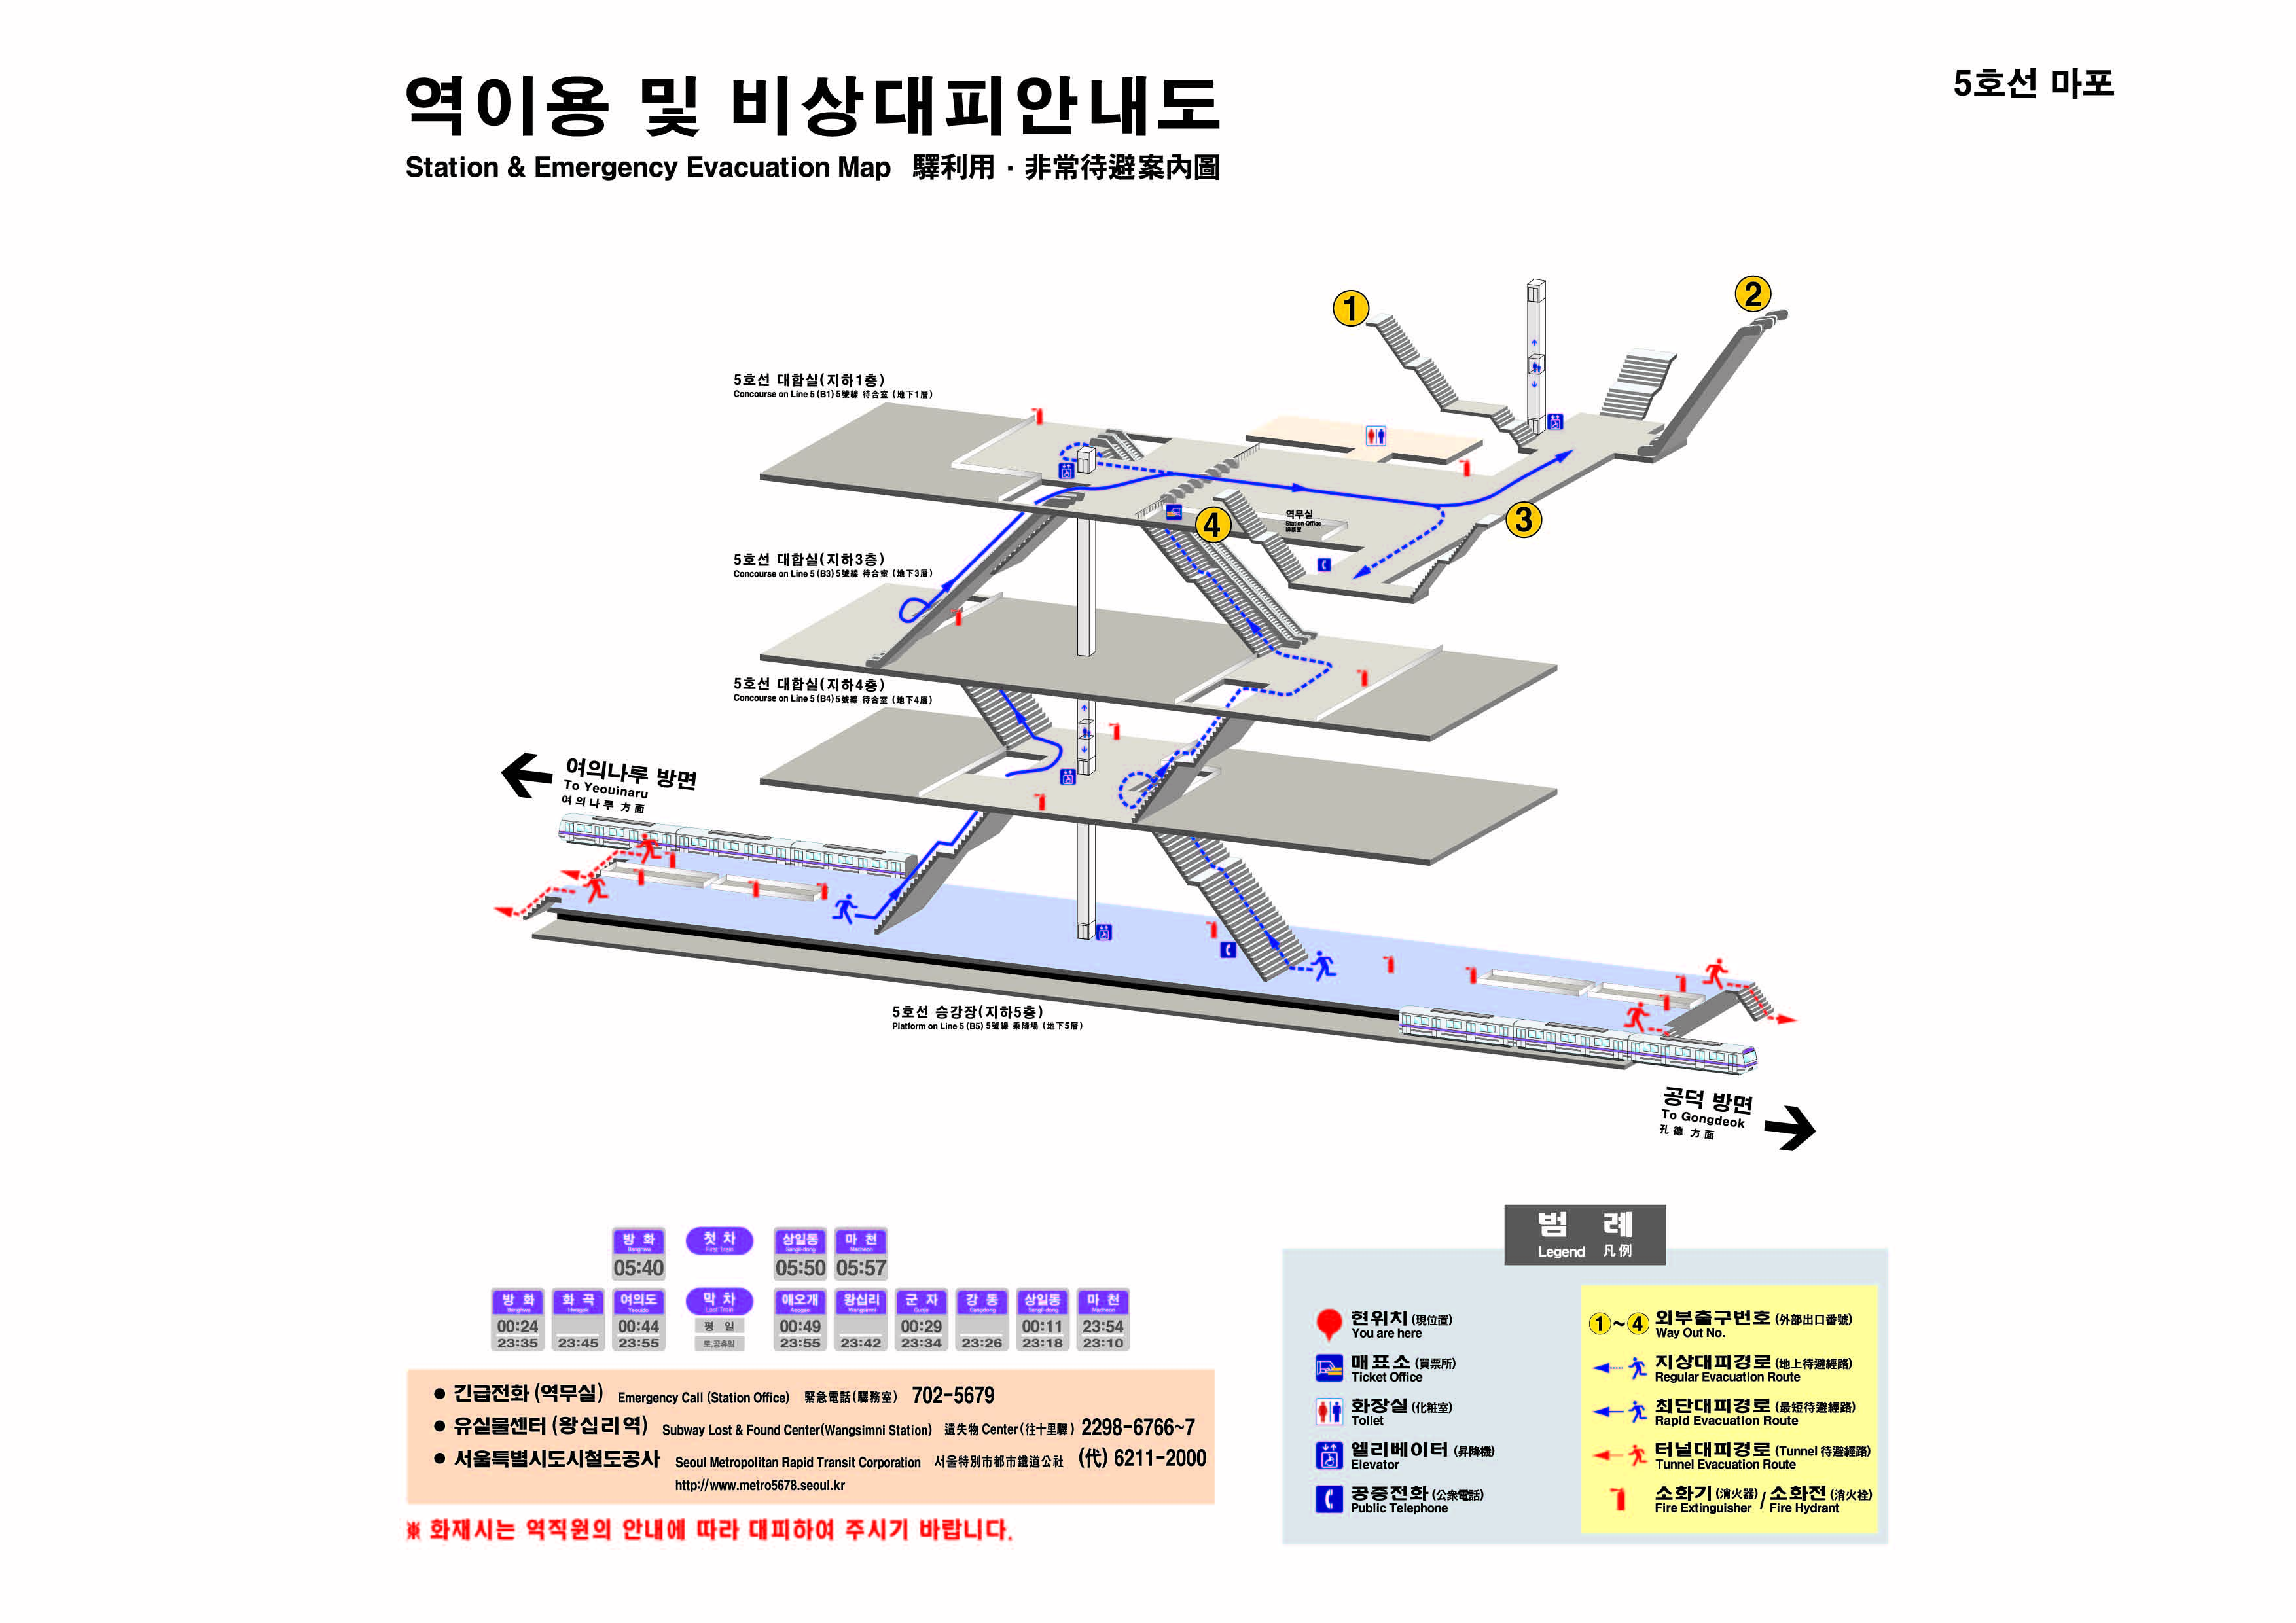 역이용 및 비상대피안내도
Station & Emergency Evacuation Map 驛利用 · 非常待避案內圖
5호선 마포
1
2
5호선 대합실(지하1층)
Concourse on Line 5 (B1) 5號線 待合室 (地下1層)
4
역무실
Station Office
驛務室
3
5호선 대합실(지하3층)
Concourse on Line 5 (B3) 5號線 待合室 (地下3層)
5호선 대합실(지하4층)
Concourse on Line 5 (B4) 5號線 待合室 (地下4層)
여의나루 방면
To Yeouinaru
여의나루 方面
5호선 승강장(지하5층)
Platform on Line 5 (B5) 5號線 乘降場 (地下5層)
공덕 방면
To Gongdeok
孔德 方面
방 화 첫 차 상일동 마 천
Banghwa First Train Sangil-dong Macheon
05:40 05:50 05:57
방 화 화 곡 여의도 막 차 애오개 왕십리 군 자 강 동 상일동 마 천
Banghwa Hwagok Yeouido Last Train Aeogae Wangsimni Gunja Gangdong Sangil-dong Macheon
00:24 00:44 평 일 00:49 00:29 00:11 23:54
23:35 23:45 23:55 토,공휴일 23:55 23:42 23:34 23:26 23:18 23:10
● 긴급전화 (역무실) Emergency Call (Station Office) 緊急電話 (驛務室) 702-5679
● 유실물센터 (왕십리역) Subway Lost & Found Center(Wangsimni Station) 遺失物 Center (往十里驛) 2298-6766~7
● 서울특별시도시철도공사 Seoul Metropolitan Rapid Transit Corporation 서울特別市都市鐵道公社 (代) 6211-2000
http://www.metro5678.seoul.kr
※ 화재시는 역직원의 안내에 따라 대피하여 주시기 바랍니다.
범 례
Legend 凡例
현위치 (現位置)
You are here
매표소 (買票所)
Ticket Office
화장실 (化粧室)
Toilet
엘리베이터 (昇降機)
Elevator
공중전화 (公衆電話)
Public Telephone
1~4 외부출구번호 (外部出口番號)
Way Out No.
지상대피경로 (地上待避經路)
Regular Evacuation Route
최단대피경로 (最短待避經路)
Rapid Evacuation Route
터널대피경로 (Tunnel 待避經路)
Tunnel Evacuation Route
소화기 (消火器) / 소화전 (消火栓)
Fire Extinguisher / Fire Hydrant